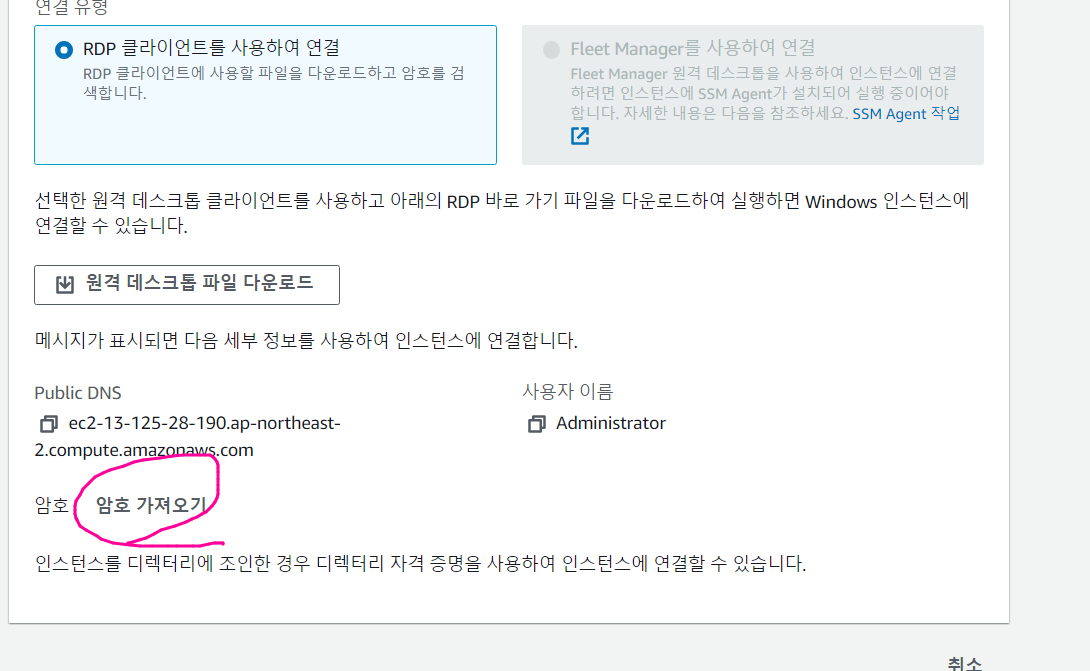 연결 유형
RDP 클라이언트를 사용하여 연결
RDP 클라이언트에 사용할 파일을 다운로드하고 암호를 검
색합니다.
Fleet Manager를 사용하여 연결
Fleet Manager 원격 데스크톱을 사용하여 인스턴스에 연결
하려면 인스턴스에 SSM Agent가 설치되어 실행 중이어야
합니다. 자세한 내용은 다음을 참조하세요. SSM Agent 작업
선택한 원격 데스크톱 클라이언트를 사용하고 아래의 RDP 바로 가기 파일을 다운로드하여 실행하면 Windows 인스턴스에
연결할 수 있습니다.
원격 데스크톱 파일 다운로드
메시지가 표시되면 다음 세부 정보를 사용하여 인스턴스에 연결합니다.
Public DNS
ec2-13-125-28-190.ap-northeast-
2.compute.amazonaws.com
사용자 이름
Administrator
암호 암호 가져오기
인스턴스를 디렉터리에 조인한 경우 디렉터리 자격 증명을 사용하여 인스턴스에 연결할 수 있습니다.
취소